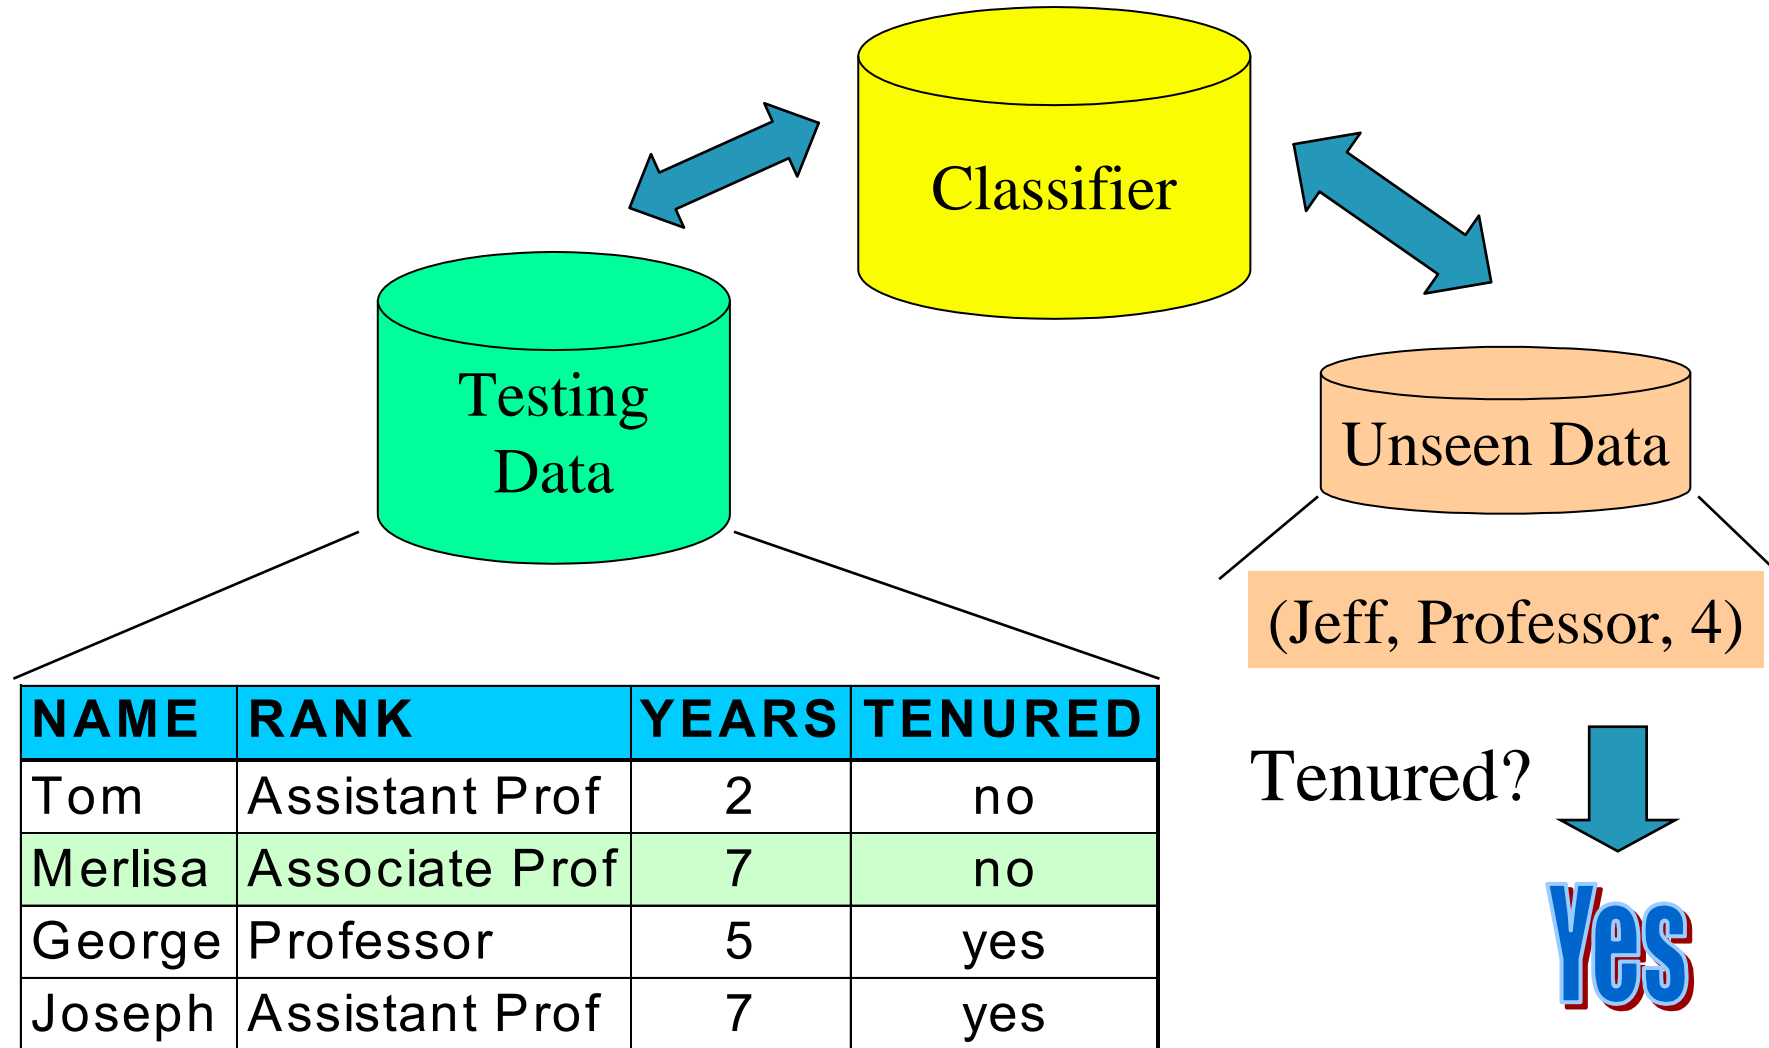 Classifier
Testing
Data
Unseen Data
(Jeff, Professor, 4)
NAME RANK YEARS TENURED
Tom Assistant Prof 2 no
Merlisa Associate Prof 7 no
George Professor 5 yes
Joseph Assistant Prof 7 yes
Tenured?
Yes